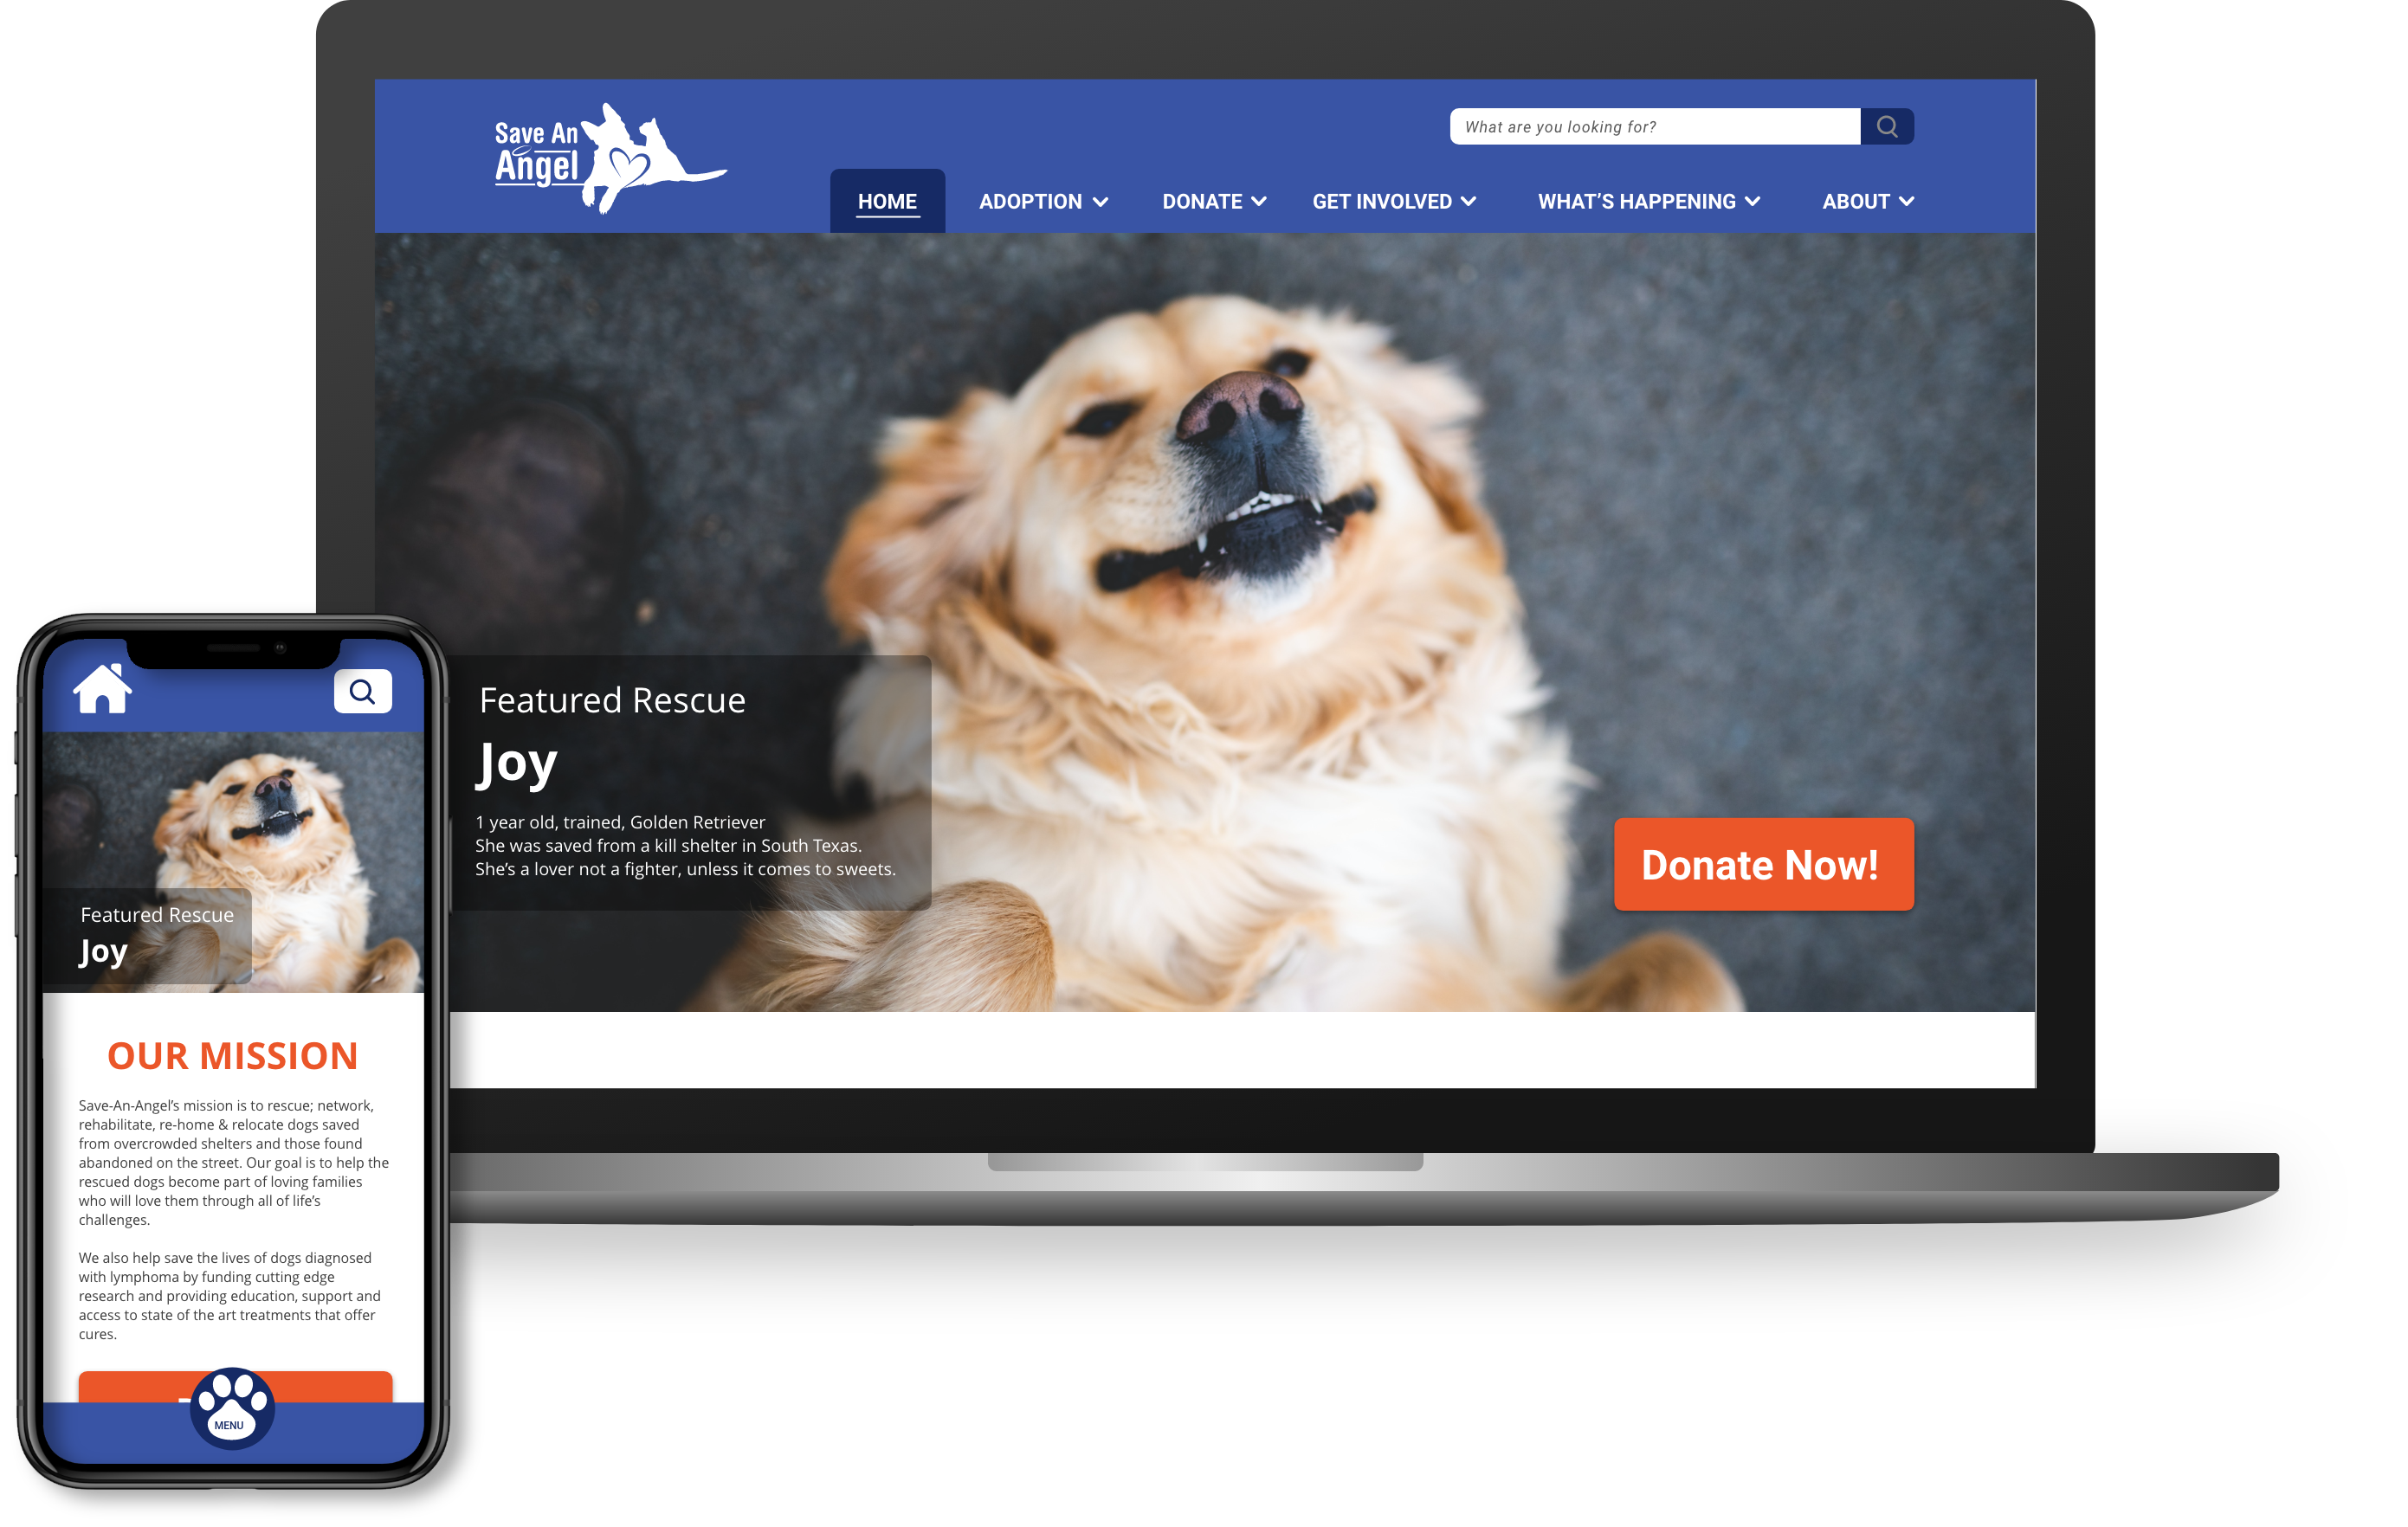 Save An
Angel
What are you looking for?
HOME
ADOPTION
DONATE
GET INVOLVED
WHAT’S HAPPENING
ABOUT
Featured Rescue
Joy
1 year old, trained, Golden Retriever
She was saved from a kill shelter in South Texas.
She’s a lover not a fighter, unless it comes to sweets.
Donate Now!
Featured Rescue
Joy
OUR MISSION
Save-An-Angel’s mission is to rescue; network,
rehabilitate, re-home & relocate dogs saved
from overcrowded shelters and those found
abandoned on the street. Our goal is to help the
rescued dogs become part of loving families
who will love them through all of life’s
challenges.
We also help save the lives of dogs diagnosed
with lymphoma by funding cutting edge
research and providing education, support and
access to state of the art treatments that offer
cures.
MENU